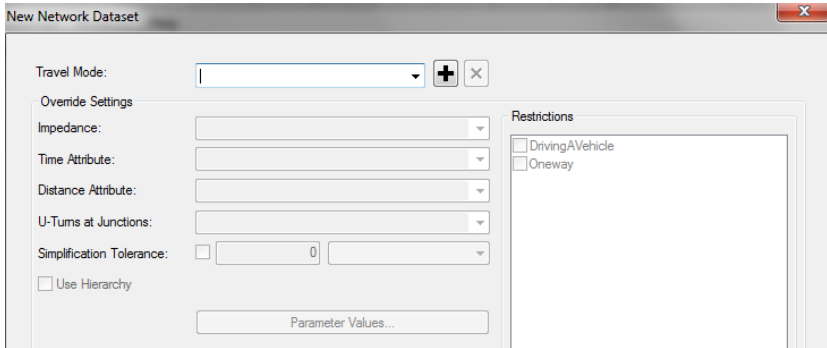 New Network Dataset
Travel Mode:
Override Settings
Impedance:
Time Attribute:
Distance Attribute:
U-Turns at Junctions:
Simplification Tolerance:
0
Use Hierarchy
Parameter Values...
Restrictions
DrivingAVehicle
Oneway